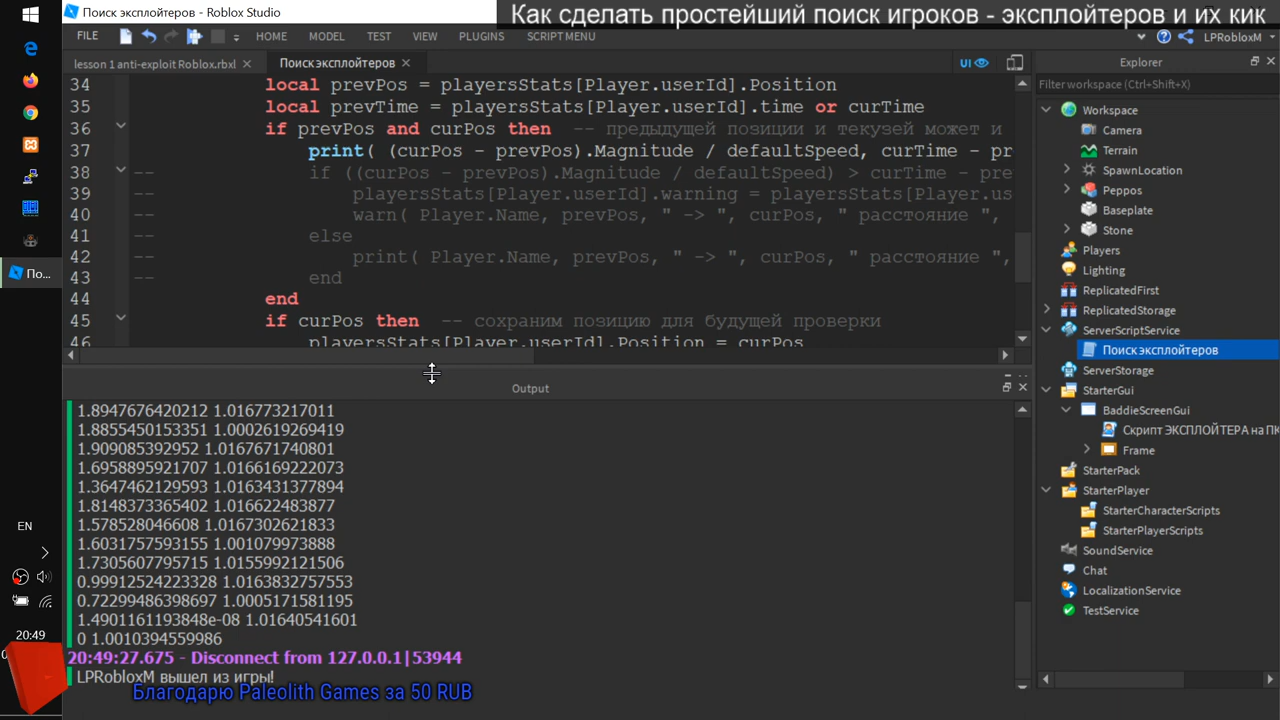 Поиск эксплойтеров - Roblox Studio
Как сделать простейший поиск игроков - эксплойтеров и их кик
FILE HOME MODEL TEST VIEW PLUGINS SCRIPT MENU LPRobloxM
lesson 1 anti-exploit Roblox.rbxl Поиск эксплойтеров UI
34 local prevPos = playersStats[Player.userId].Position
35 local prevTime = playersStats[Player.userId].time or curTime
36 if prevPos and curPos then -- предыдущей позиции и текузей может и
37 print( (curPos - prevPos).Magnitude / defaultSpeed, curTime - pr
38 -- if ((curPos - prevPos).Magnitude / defaultSpeed) > curTime - pre
39 -- playersStats[Player.userId].warning = playersStats[Player.us
40 -- warn( Player.Name, prevPos, " -> ", curPos, " расстояние ",
41 -- else
42 -- print( Player.Name, prevPos, " -> ", curPos, " расстояние ",
43 -- end
44 end
45 if curPos then -- сохраним позицию для будущей проверки
46 playersStats[Player.userId].Position = curPos
Output
1.8947676420212 1.016773217011
1.8855450153351 1.0002619269419
1.909085392952 1.0167671740801
1.6958895921707 1.0166169222073
1.3647462129593 1.0163431377894
1.8148373365402 1.016622483877
1.578528046608 1.0167302621833
1.6031757593155 1.001079973888
1.7305607795715 1.0155992121506
0.99912524223328 1.0163832757553
0.72299486398697 1.0005171581195
1.4901161193848e-08 1.01640541601
0 1.0010394559986
20:49:27.675 - Disconnect from 127.0.0.1|53944
LPRobloxM вышел из игры!
Благодарю Paleolith Games за 50 RUB
Explorer
Filter workspace (Ctrl+Shift+X)
Workspace
Camera
Terrain
SpawnLocation
Peppos
Baseplate
Stone
Players
Lighting
ReplicatedFirst
ReplicatedStorage
ServerScriptService
Поиск эксплойтеров
ServerStorage
StarterGui
BaddieScreenGui
Скрипт ЭКСПЛОЙТЕРА на ПК
Frame
StarterPack
StarterPlayer
StarterCharacterScripts
StarterPlayerScripts
SoundService
Chat
LocalizationService
TestService
По...
EN
20:49